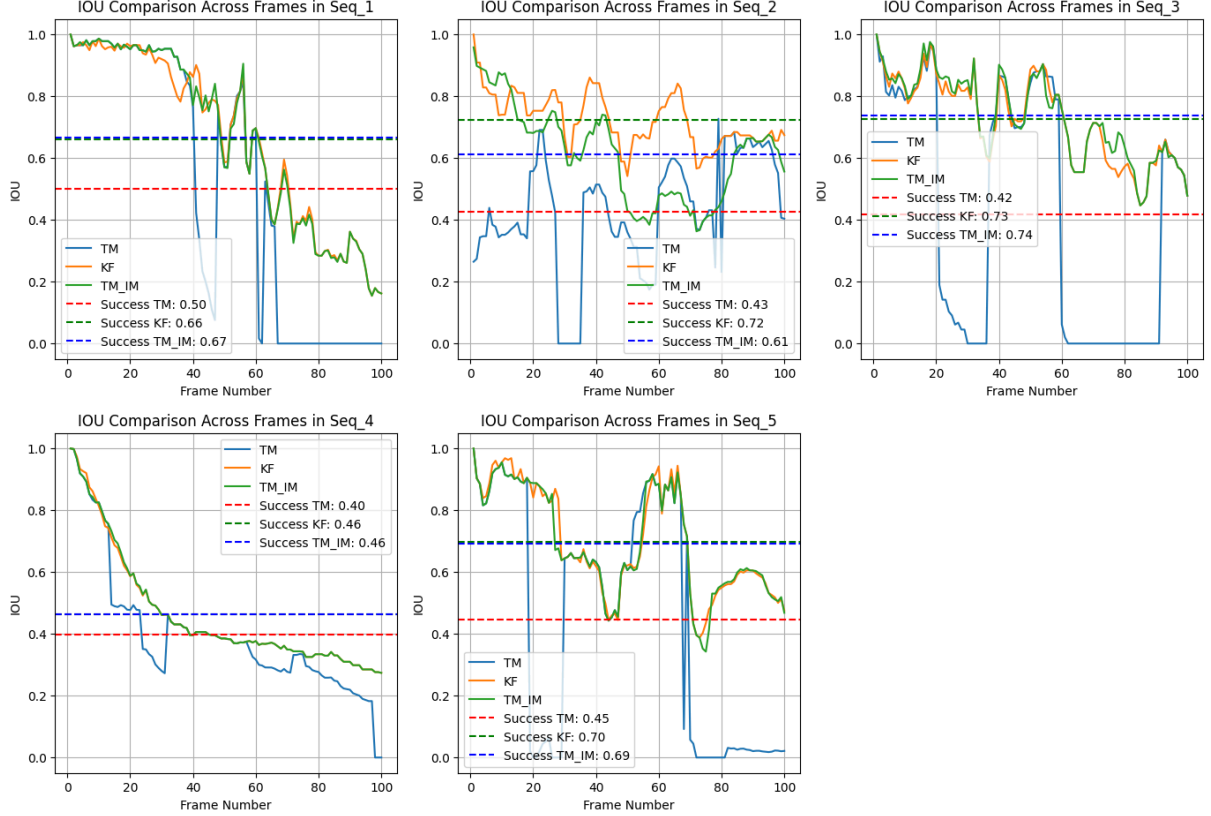 IOU Comparison Across Frames in Seq_1
IOU
1.0
0.8
0.6
0.4
0.2
0.0
TM
KF
TM_IM
Success TM: 0.50
Success KF: 0.66
Success TM_IM: 0.67
0 20 40 60 80 100
Frame Number
IOU Comparison Across Frames in Seq_2
IOU
1.0
0.8
0.6
0.4
0.2
0.0
TM
KF
TM_IM
Success TM: 0.43
Success KF: 0.72
Success TM_IM: 0.61
0 20 40 60 80 100
Frame Number
IOU Comparison Across Frames in Seq_3
IOU
1.0
0.8
0.6
0.4
0.2
0.0
TM
KF
TM_IM
Success TM: 0.42
Success KF: 0.73
Success TM_IM: 0.74
0 20 40 60 80 100
Frame Number
IOU Comparison Across Frames in Seq_4
IOU
1.0
0.8
0.6
0.4
0.2
0.0
TM
KF
TM_IM
Success TM: 0.40
Success KF: 0.46
Success TM_IM: 0.46
0 20 40 60 80 100
Frame Number
IOU Comparison Across Frames in Seq_5
IOU
1.0
0.8
0.6
0.4
0.2
0.0
TM
KF
TM_IM
Success TM: 0.45
Success KF: 0.70
Success TM_IM: 0.69
0 20 40 60 80 100
Frame Number